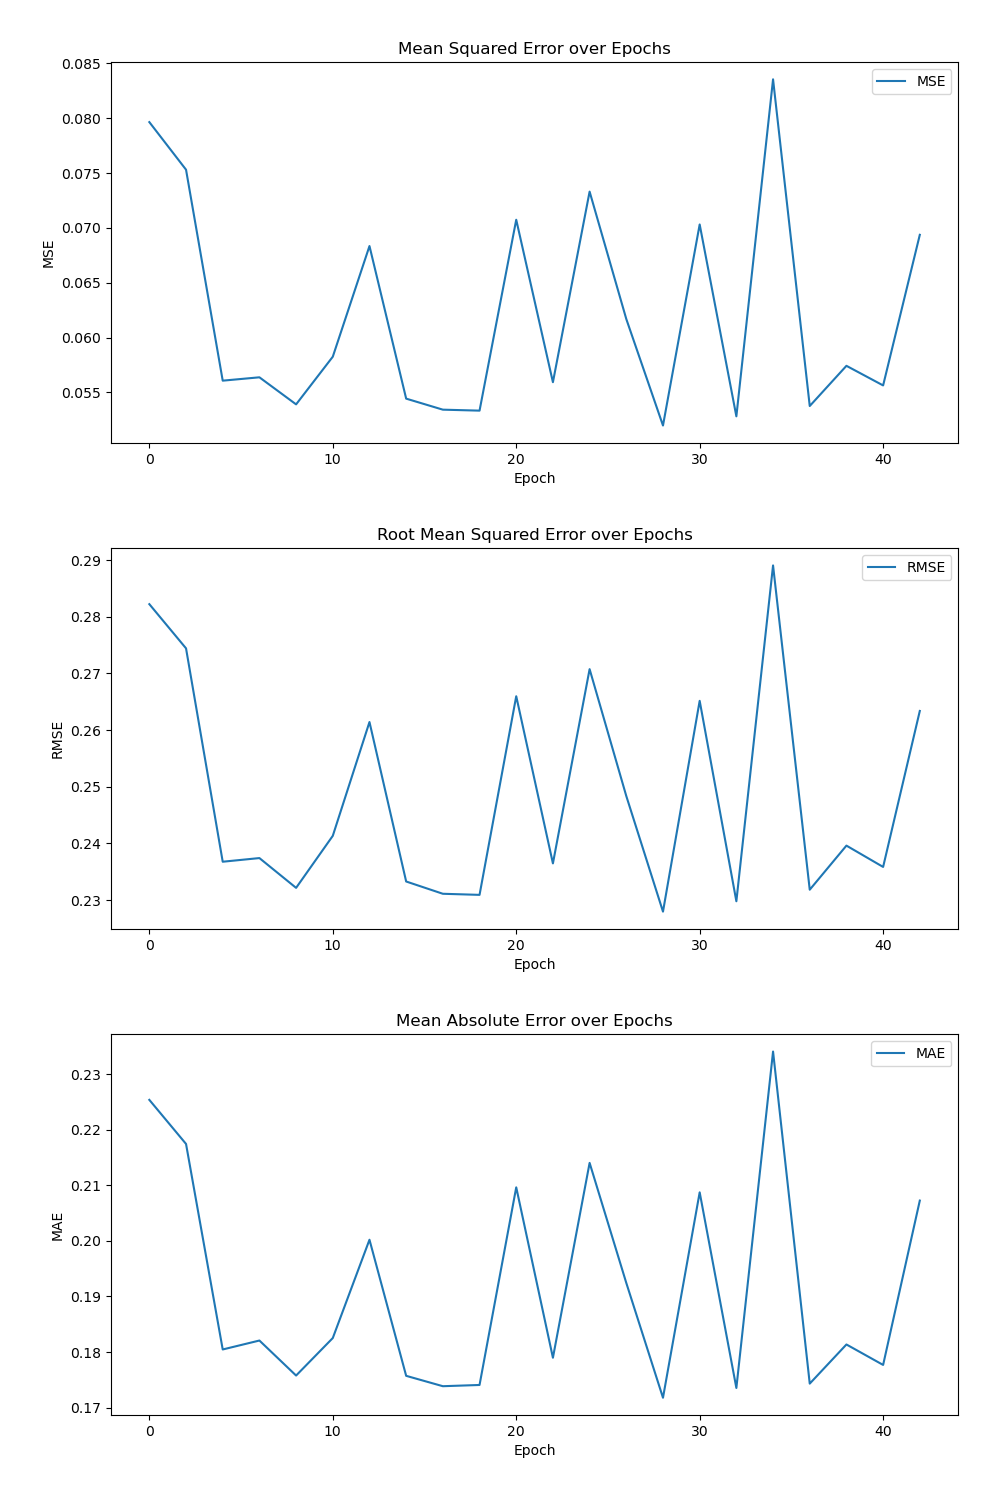 Mean Squared Error over Epochs
0.085
MSE
0.080
0.075
0.070
MSE
0.065
0.060
0.055
0 10 20 30 40
Epoch
Root Mean Squared Error over Epochs
0.29
RMSE
0.28
0.27
0.26
RMSE
0.25
0.24
0.23
0 10 20 30 40
Epoch
Mean Absolute Error over Epochs
MAE
0.23
0.22
0.21
MAE
0.20
0.19
0.18
0.17
0 10 20 30 40
Epoch